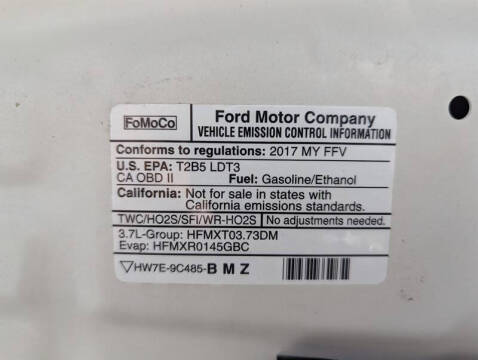 FoMoCo
Ford Motor Company
VEHICLE EMISSION CONTROL INFORMATION
Conforms to regulations: 2017 MY FFV
U.S. EPA: T2B5 LDT3
CA OBD II Fuel: Gasoline/Ethanol
California: Not for sale in states with
California emissions standards.
TWC/HO2S/SFI/WR-HO2S No adjustments needed.
3.7L-Group: HFMXT03.73DM
Evap: HFMXR0145GBC
HW7E-9C485-B M Z